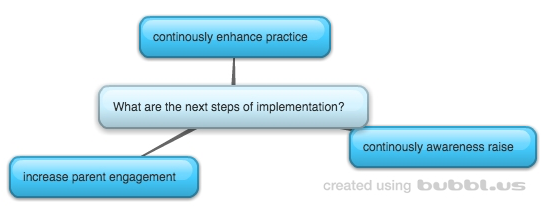 continously enhance practice
What are the next steps of implementation?
continously awareness raise
increase parent engagement
created using bubbl.us